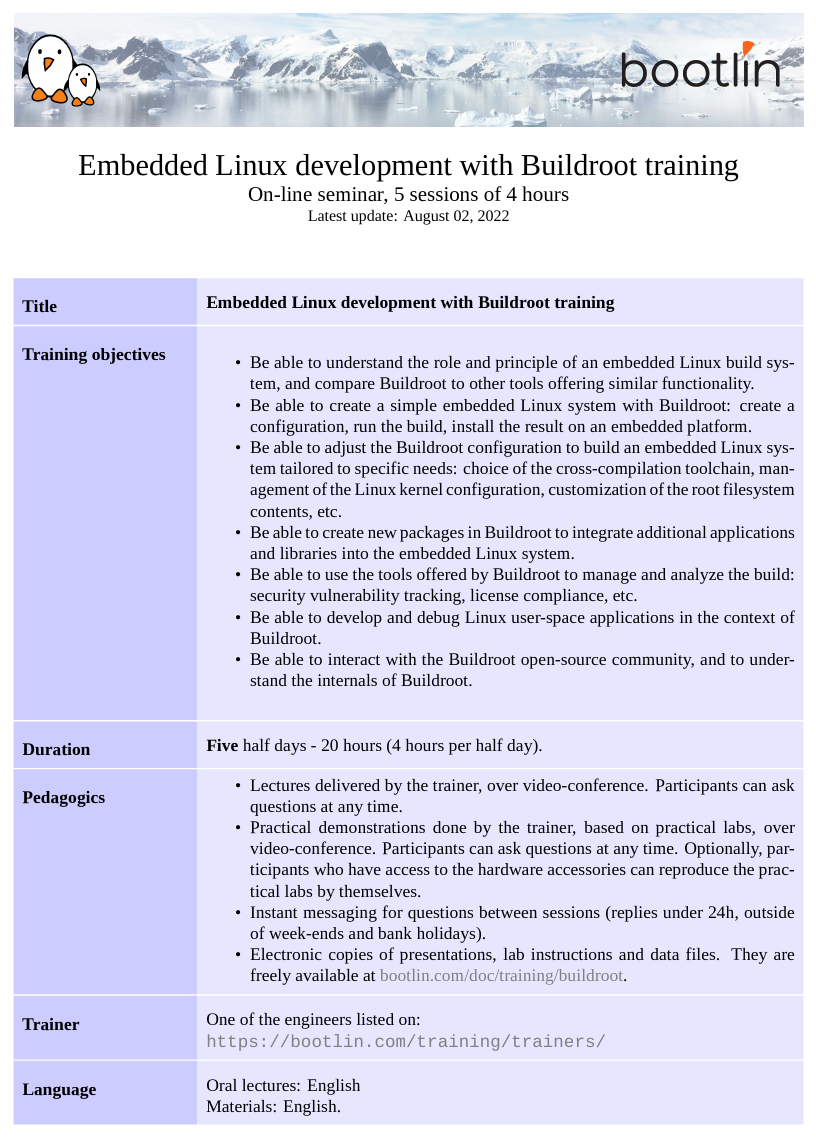 bootlin
Embedded Linux development with Buildroot training
On-line seminar, 5 sessions of 4 hours
Latest update: August 02, 2022
Title
Embedded Linux development with Buildroot training
Training objectives
• Be able to understand the role and principle of an embedded Linux build sys-
tem, and compare Buildroot to other tools offering similar functionality.
• Be able to create a simple embedded Linux system with Buildroot: create a
configuration, run the build, install the result on an embedded platform.
• Be able to adjust the Buildroot configuration to build an embedded Linux sys-
tem tailored to specific needs: choice of the cross-compilation toolchain, man-
agement of the Linux kernel configuration, customization of the root filesystem
contents, etc.
• Be able to create new packages in Buildroot to integrate additional applications
and libraries into the embedded Linux system.
• Be able to use the tools offered by Buildroot to manage and analyze the build:
security vulnerability tracking, license compliance, etc.
• Be able to develop and debug Linux user-space applications in the context of
Buildroot.
• Be able to interact with the Buildroot open-source community, and to under-
stand the internals of Buildroot.
Duration
Five half days - 20 hours (4 hours per half day).
Pedagogics
• Lectures delivered by the trainer, over video-conference. Participants can ask
questions at any time.
• Practical demonstrations done by the trainer, based on practical labs, over
video-conference. Participants can ask questions at any time. Optionally, par-
ticipants who have access to the hardware accessories can reproduce the prac-
tical labs by themselves.
• Instant messaging for questions between sessions (replies under 24h, outside
of week-ends and bank holidays).
• Electronic copies of presentations, lab instructions and data files. They are
freely available at bootlin.com/doc/training/buildroot.
Trainer
One of the engineers listed on:
https://bootlin.com/training/trainers/
Language
Oral lectures: English
Materials: English.